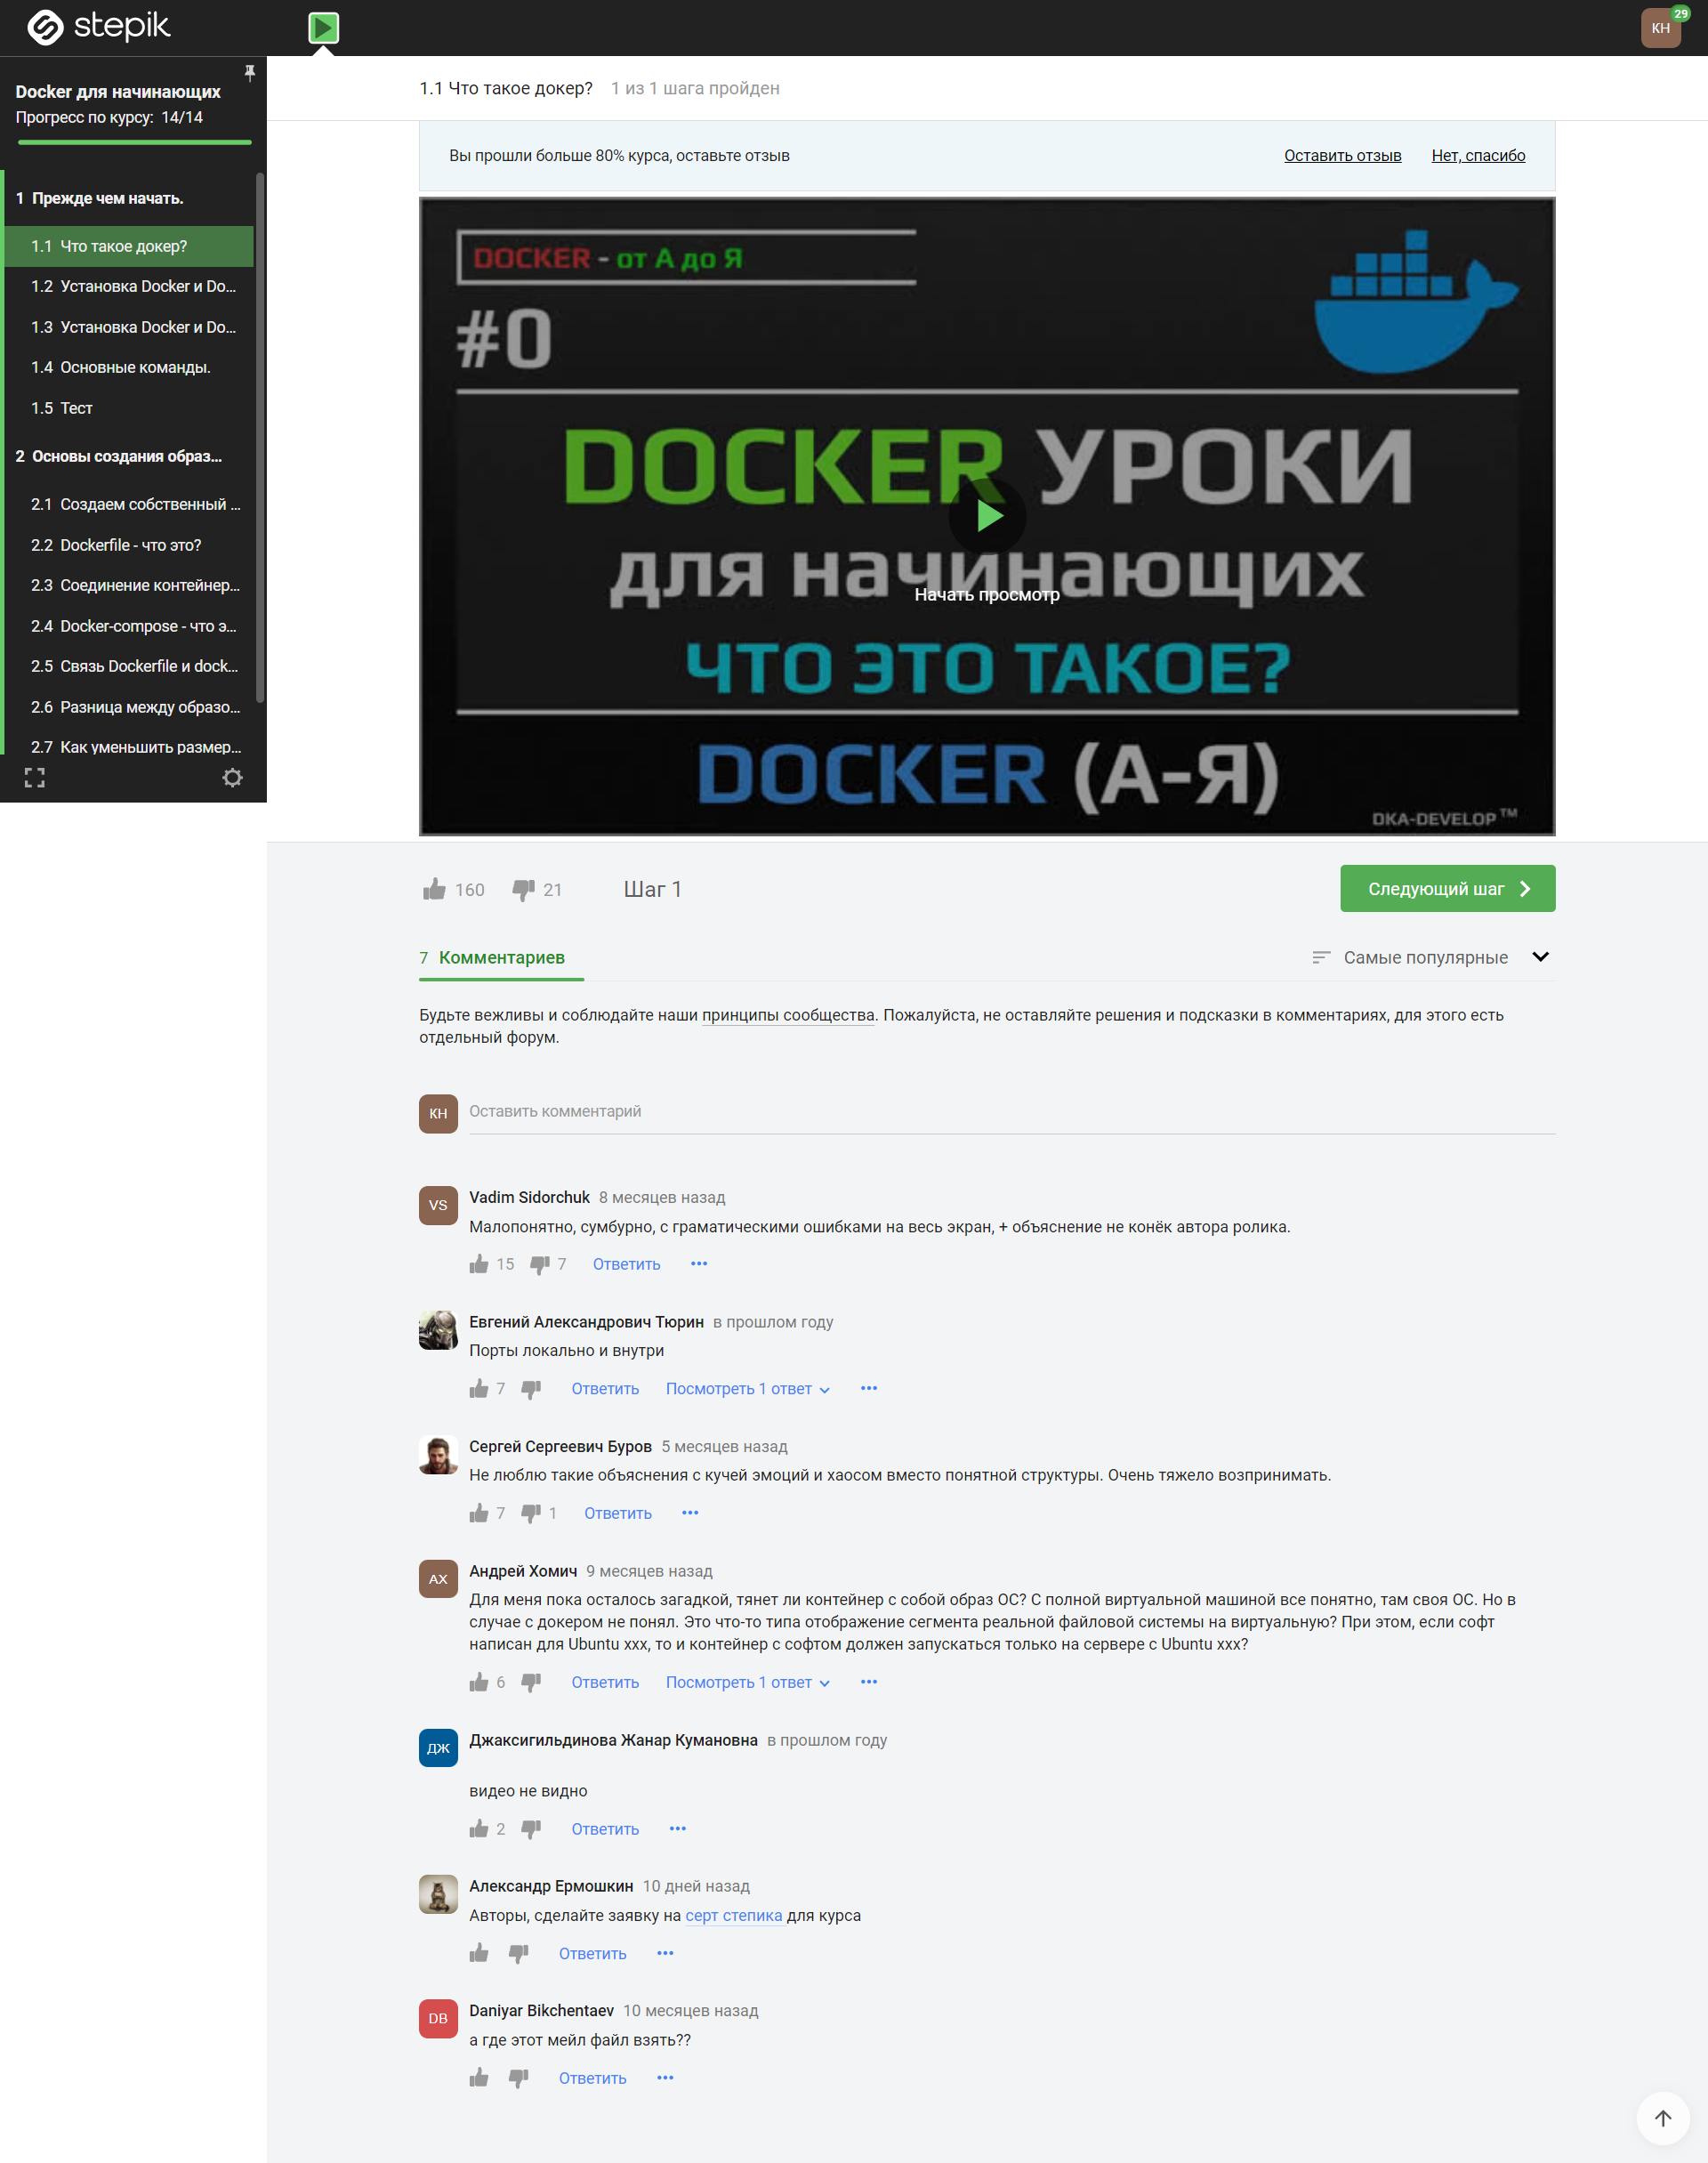 stepik
КН
29
Docker для начинающих
Прогресс по курсу: 14/14
1 Прежде чем начать.
1.1 Что такое докер?
1.2 Установка Docker и Do...
1.3 Установка Docker и Do...
1.4 Основные команды.
1.5 Тест
2 Основы создания образ...
2.1 Создаем собственный ...
2.2 Dockerfile - что это?
2.3 Соединение контейнер...
2.4 Docker-compose - что э...
2.5 Связь Dockerfile и dock...
2.6 Разница между образо...
2.7 Как уменьшить размер...
1.1 Что такое докер? 1 из 1 шага пройден
Вы прошли больше 80% курса, оставьте отзыв Оставить отзыв Нет, спасибо
DOCKER - от А до Я
#0
DOCKER УРОКИ
для начинающих
Начать просмотр
ЧТО ЭТО ТАКОЕ?
DOCKER (А-Я)
DKA-DEVELOP™
160 21 Шаг 1 Следующий шаг
7 Комментариев Самые популярные
Будьте вежливы и соблюдайте наши принципы сообщества. Пожалуйста, не оставляйте решения и подсказки в комментариях, для этого есть
отдельный форум.
КН Оставить комментарий
VS Vadim Sidorchuk 8 месяцев назад
Малопонятно, сумбурно, с граматическими ошибками на весь экран, + объяснение не конёк автора ролика.
15 7 Ответить
Евгений Александрович Тюрин в прошлом году
Порты локально и внутри
7 Ответить Посмотреть 1 ответ
Сергей Сергеевич Буров 5 месяцев назад
Не люблю такие объяснения с кучей эмоций и хаосом вместо понятной структуры. Очень тяжело воспринимать.
7 1 Ответить
АХ Андрей Хомич 9 месяцев назад
Для меня пока осталось загадкой, тянет ли контейнер с собой образ ОС? С полной виртуальной машиной все понятно, там своя ОС. Но в
случае с докером не понял. Это что-то типа отображение сегмента реальной файловой системы на виртуальную? При этом, если софт
написан для Ubuntu xxx, то и контейнер с софтом должен запускаться только на сервере с Ubuntu xxx?
6 Ответить Посмотреть 1 ответ
ДЖ Джаксигильдинова Жанар Кумановна в прошлом году
видео не видно
2 Ответить
Александр Ермошкин 10 дней назад
Авторы, сделайте заявку на серт степика для курса
Ответить
DB Daniyar Bikchentaev 10 месяцев назад
а где этот мейл файл взять??
Ответить